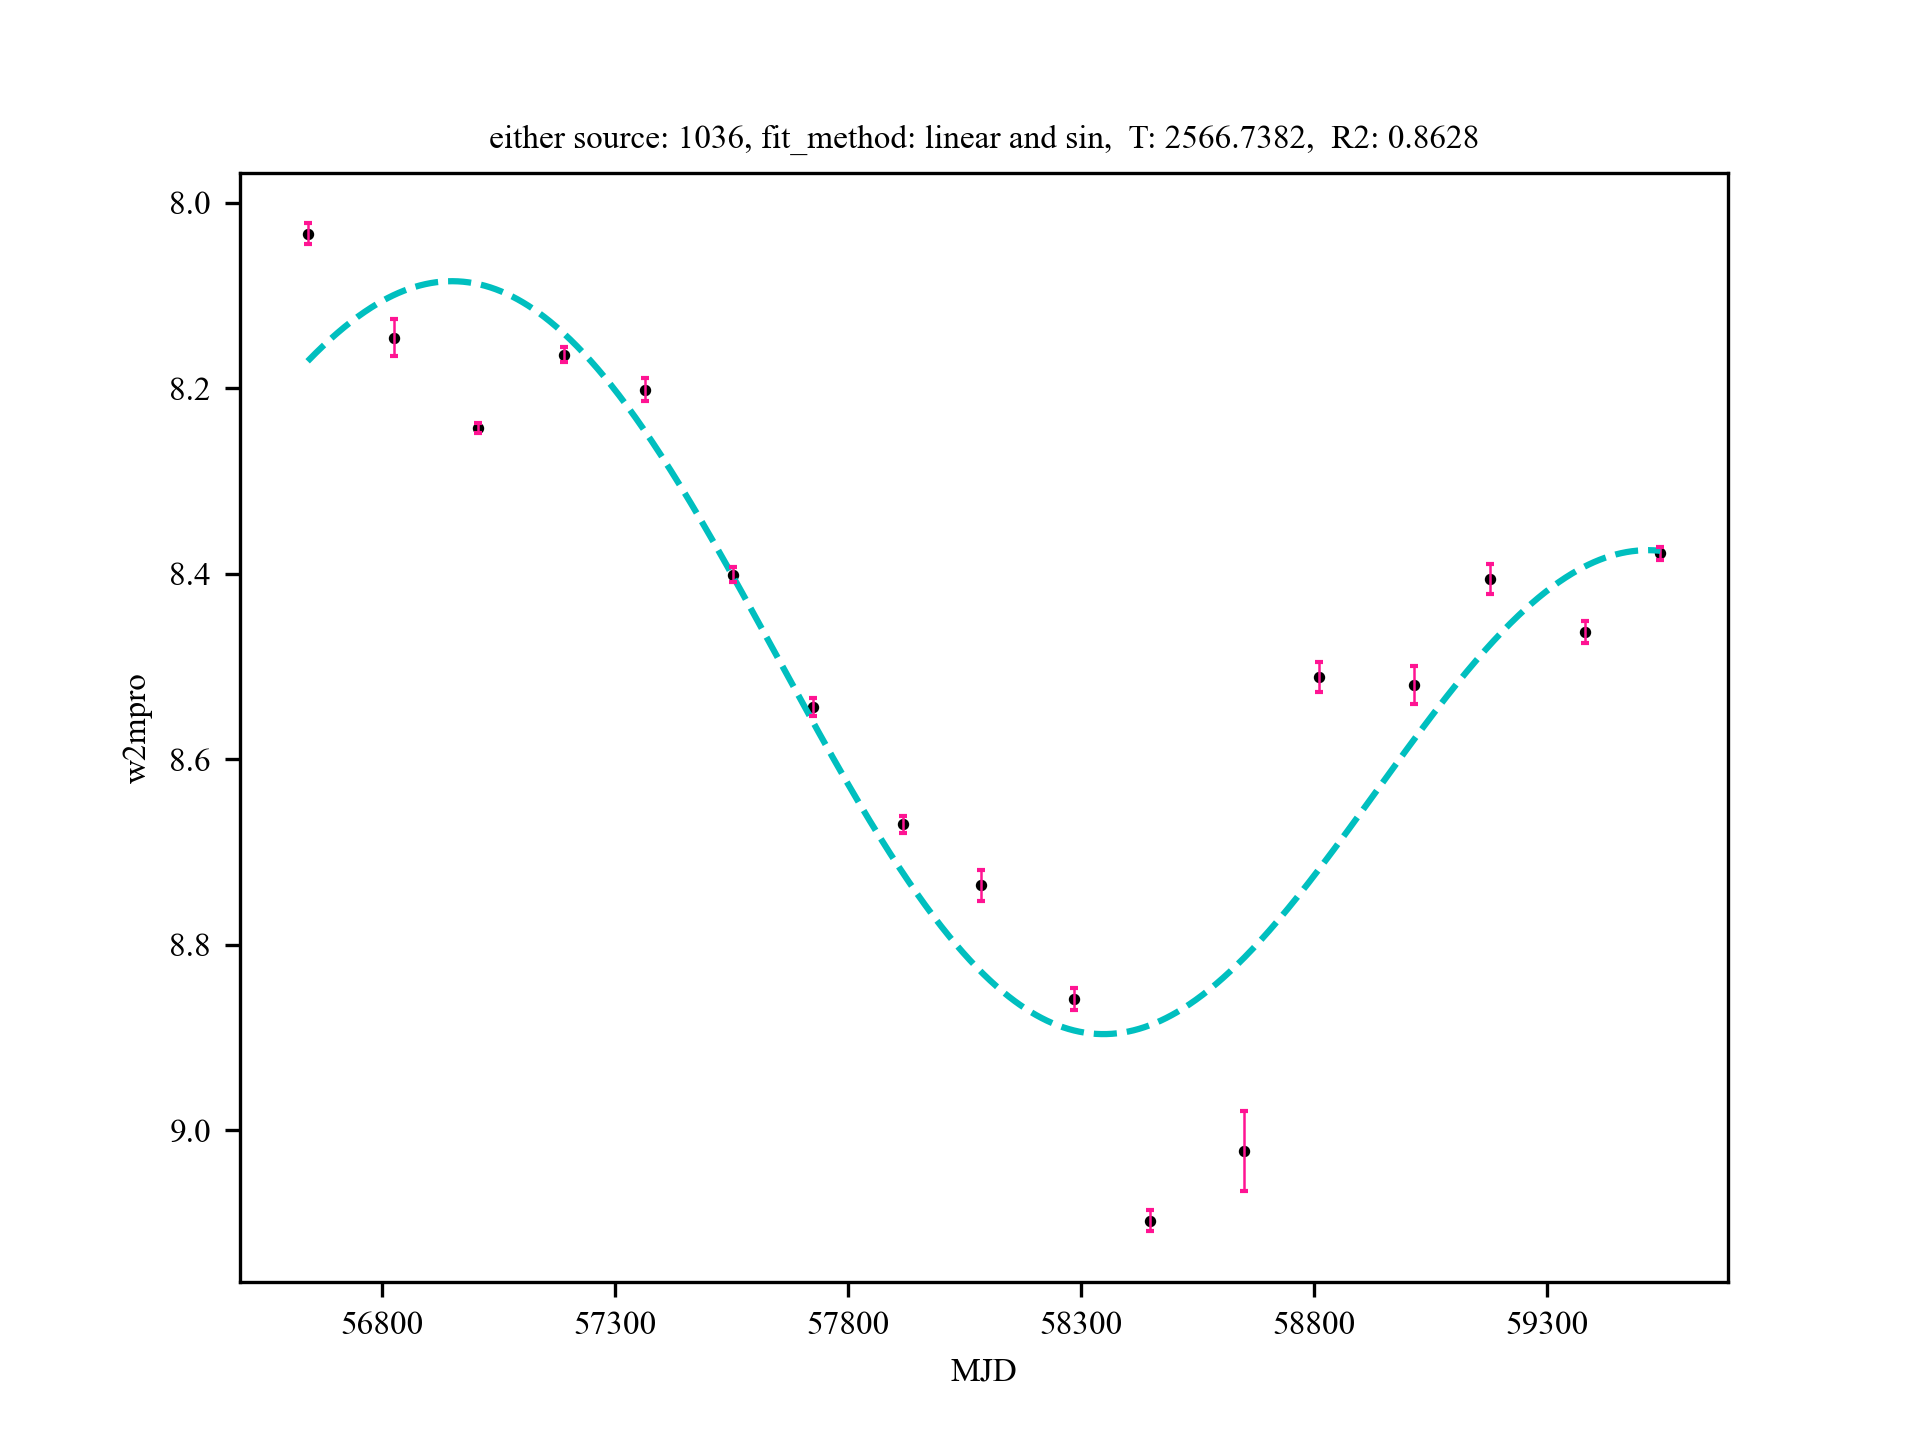 either source: 1036, fit_method: linear and sin,  T: 2566.7382,  R2: 0.8628
8.0
8.2
8.4
8.6
8.8
9.0
w2mpro
56800 57300 57800 58300 58800 59300
MJD